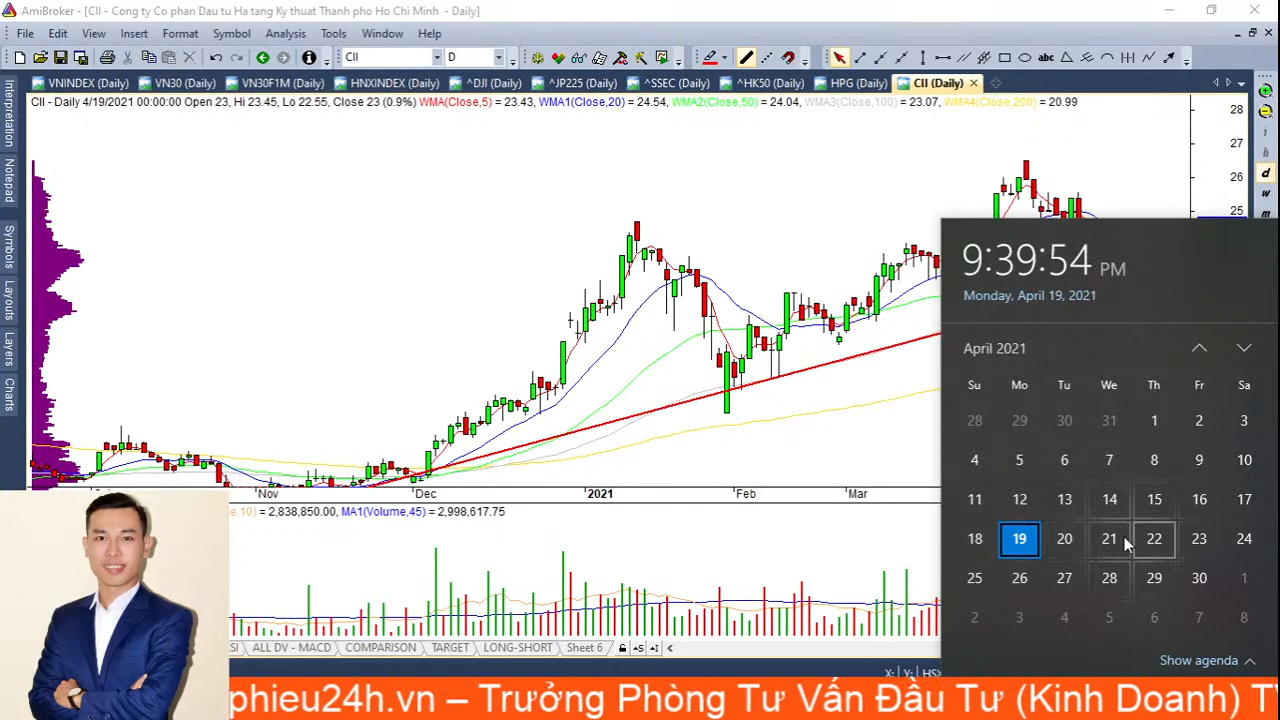 AmiBroker - [CII - Cong ty Co phan Dau tu Ha tang Ky thuat Thanh pho Ho Chi Minh - Daily]
File Edit View Insert Format Symbol Analysis Tools Window Help
CII D abc
VNINDEX (Daily) VN30 (Daily) VN30F1M (Daily) HNXINDEX (Daily) ^DJI (Daily) ^JP225 (Daily) ^SSEC (Daily) ^HK50 (Daily) HPG (Daily) CII (Daily)
CII - Daily 4/19/2021 00:00:00 Open 23, Hi 23.45, Lo 22.55, Close 23 (0.9%) WMA(Close,5) = 23.43, WMA1(Close,20) = 24.54, WMA2(Close,50) = 24.04, WMA3(Close,100) = 23.07, WMA4(Close,200) = 20.99
Interpretation
Notepad
Symbols
Layouts
Layers
Charts
28
27
26
25
i
h
d
w
m
9:39:54 PM
Monday, April 19, 2021
April 2021
Su Mo Tu We Th Fr Sa
28 29 30 31 1 2 3
4 5 6 7 8 9 10
11 12 13 14 15 16 17
18 19 20 21 22 23 24
25 26 27 28 29 30 1
2 3 4 5 6 7 8
Show agenda
Nov Dec 2021 Feb Mar
,10) = 2,838,850.00, MA1(Volume,45) = 2,998,617.75
SI ALL DV - MACD COMPARISON TARGET LONG-SHORT Sheet 6
X: Y: HS
phieu24h.vn – Trưởng Phòng Tư Vấn Đầu Tư (Kinh Doanh) T